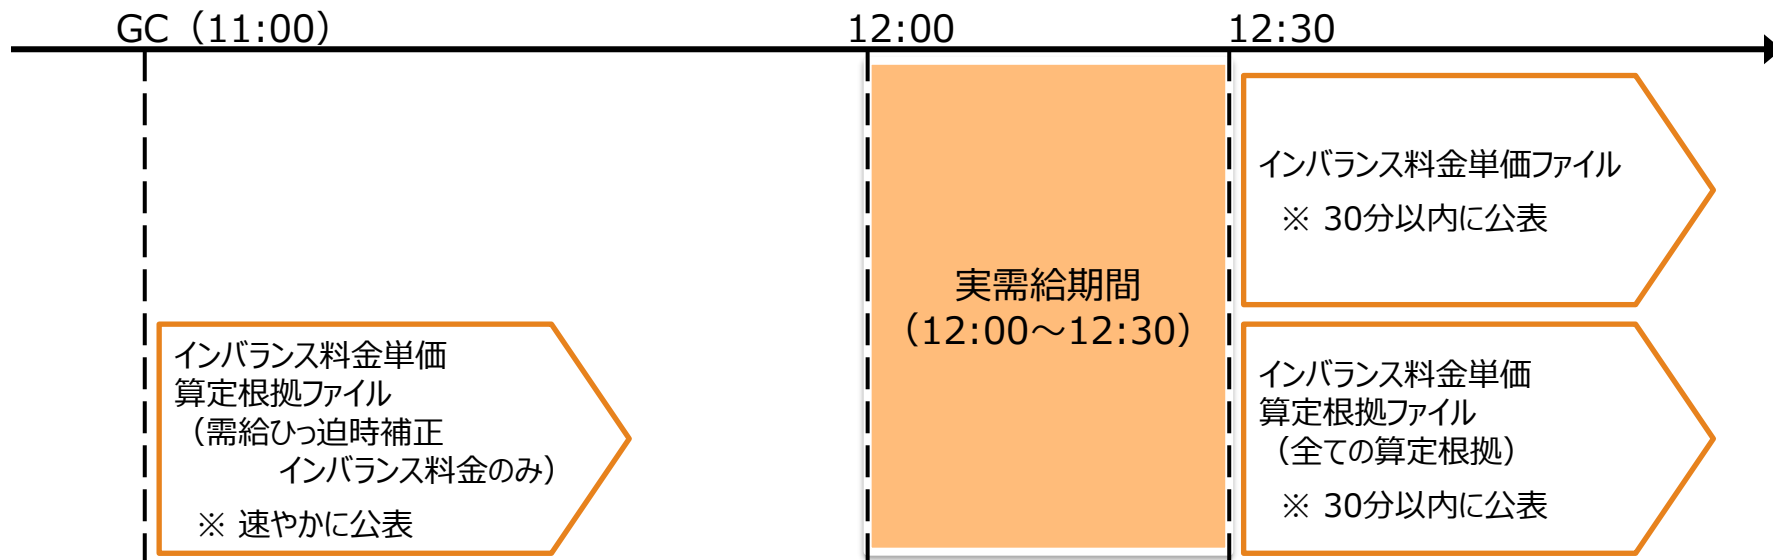 GC（11:00）
12:00
12:30
インバランス料金単価
算定根拠ファイル
（需給ひっ迫時補正
インバランス料金のみ）
※ 速やかに公表
実需給期間
（12:00～12:30）
インバランス料金単価ファイル
※ 30分以内に公表
インバランス料金単価
算定根拠ファイル
（全ての算定根拠）
※ 30分以内に公表